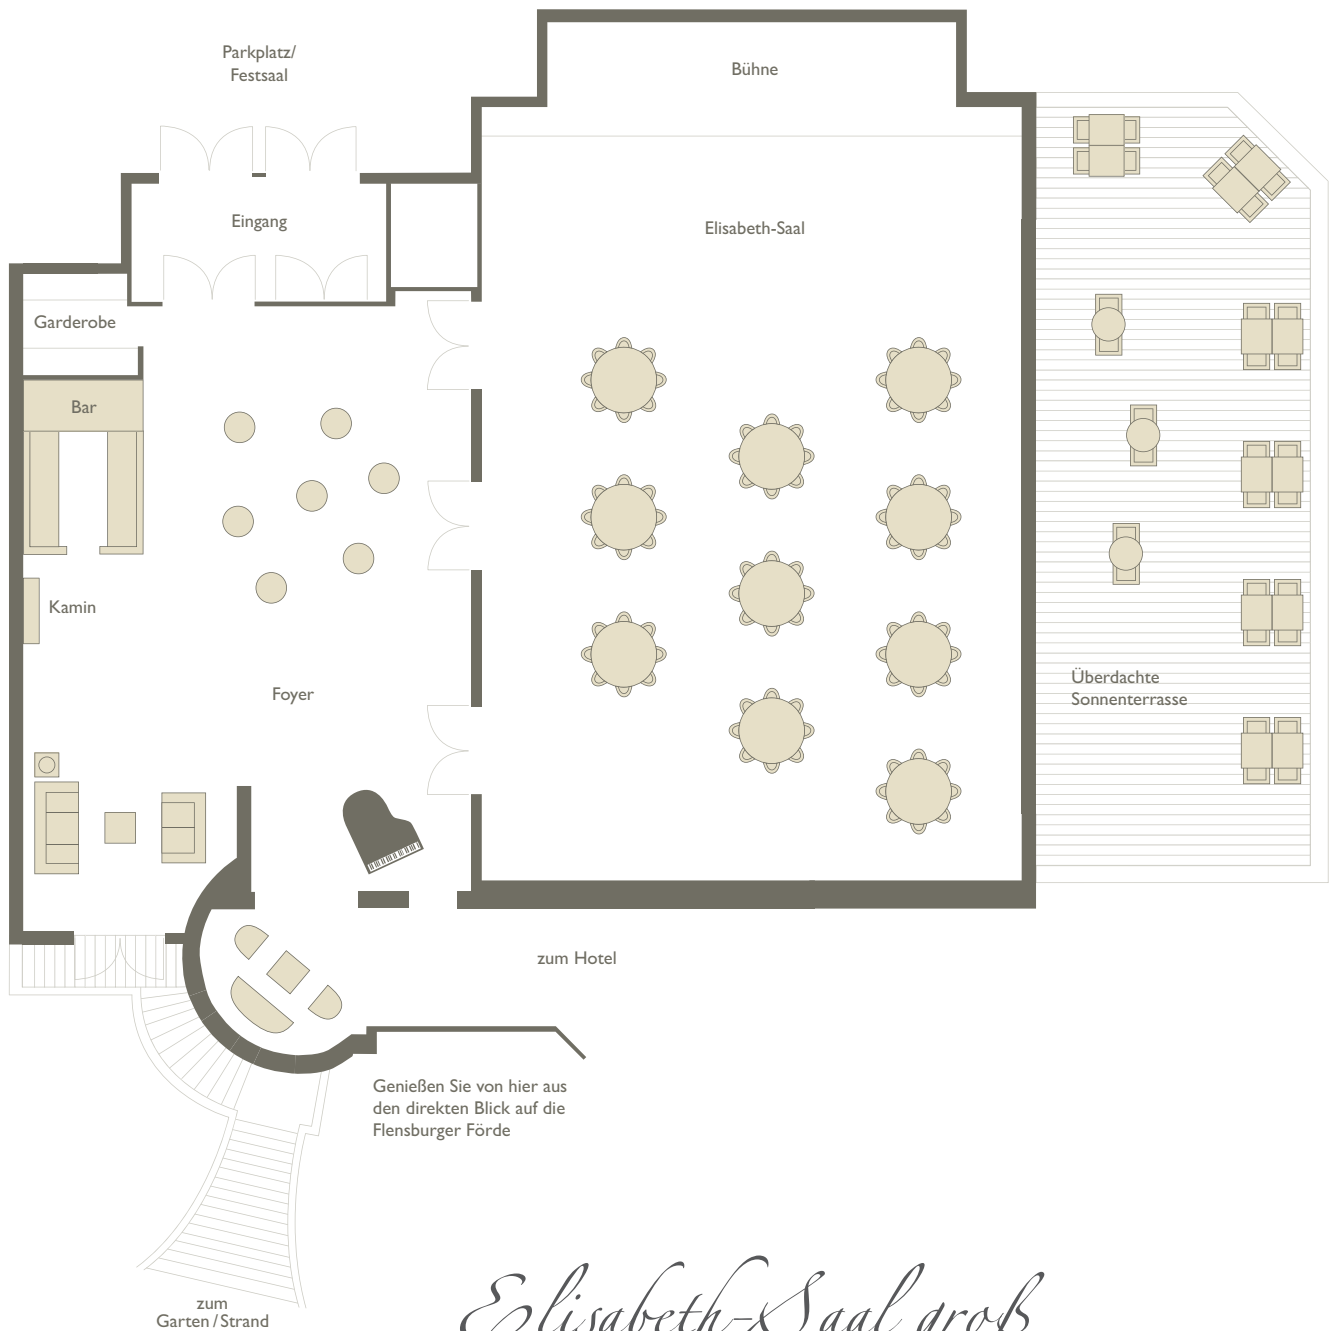 Parkplatz/
Festsaal
Bühne
Eingang
Elisabeth-Saal
Garderobe
Bar
Kamin
Foyer
Überdachte
Sonnenterrasse
zum Hotel
Genießen Sie von hier aus
den direkten Blick auf die
Flensburger Förde
zum
Garten / Strand
Elisabeth-Saal groß